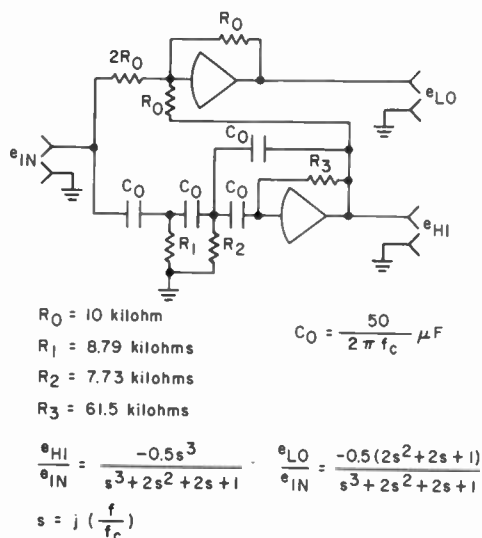 R0
2R0
R0
eLO
C0
eIN
R3
C0
C0
C0
eHI
R1
R2
R0 = 10 kilohm
C0 = 50 / 2πfc μF
R1 = 8.79 kilohms
R2 = 7.73 kilohms
R3 = 61.5 kilohms
eHI / eIN = -0.5s³ / s³ + 2s² + 2s + 1
eLO / eIN = -0.5(2s² + 2s + 1) / s³ + 2s² + 2s + 1
s = j (f / fc)